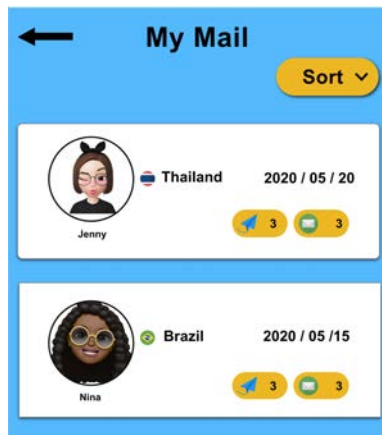 My Mail
Sort
Thailand 2020 / 05 / 20
3 3
Jenny
Brazil 2020 / 05 /15
3 3
Nina